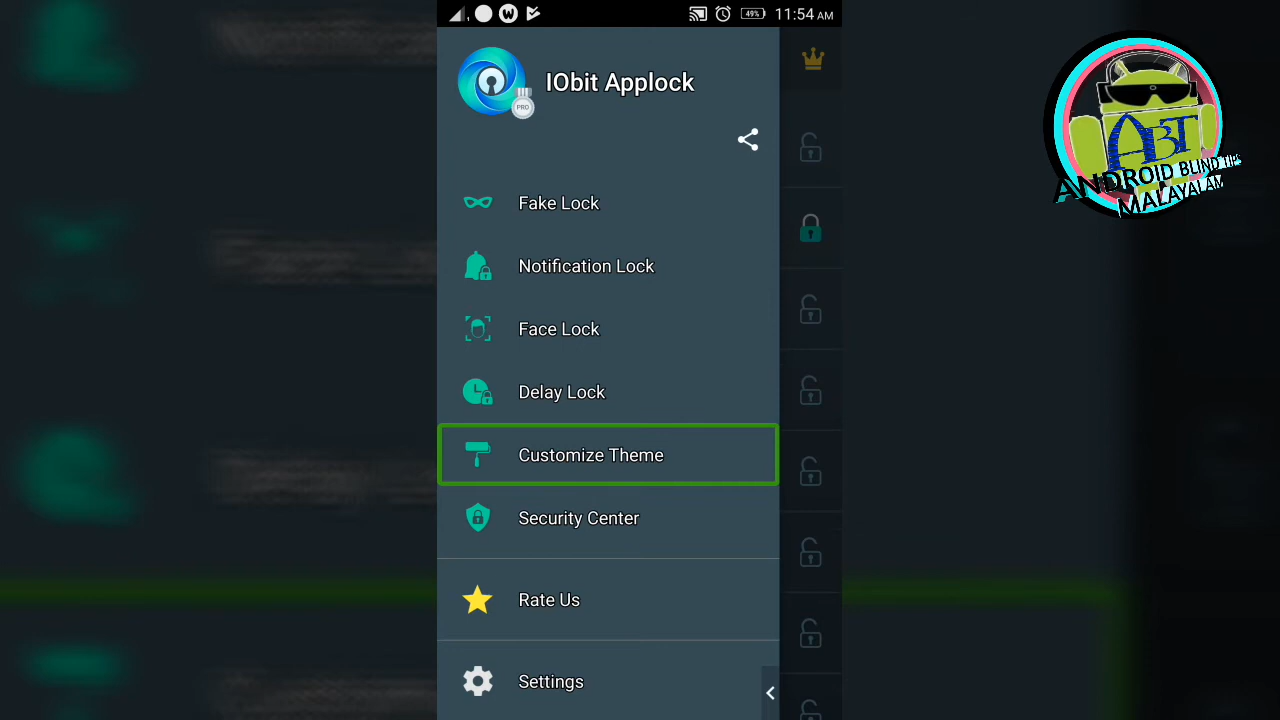 49%
11:54 AM
IObit Applock
PRO
Fake Lock
Notification Lock
Face Lock
Delay Lock
Customize Theme
Security Center
Rate Us
Settings
ABT
ANDROID BLIND TIPS
MALAYALAM